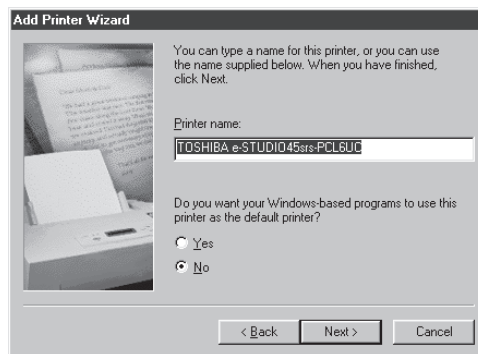 Add Printer Wizard
You can type a name for this printer, or you can use
the name supplied below. When you have finished,
click Next.
Printer name:
TOSHIBA e-STUDIO45srs-PCL6UC
Do you want your Windows-based programs to use this
printer as the default printer?
Yes
No
< Back
Next >
Cancel